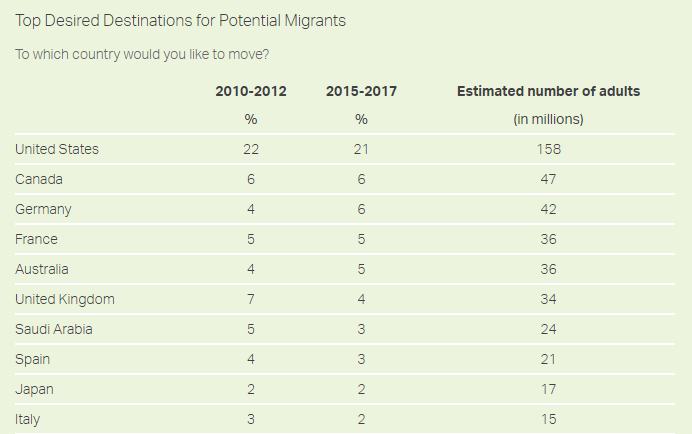 Top Desired Destinations for Potential Migrants
To which country would you like to move?
2010-2012 2015-2017 Estimated number of adults
% % (in millions)
United States 22 21 158
Canada 6 6 47
Germany 4 6 42
France 5 5 36
Australia 4 5 36
United Kingdom 7 4 34
Saudi Arabia 5 3 24
Spain 4 3 21
Japan 2 2 17
Italy 3 2 15